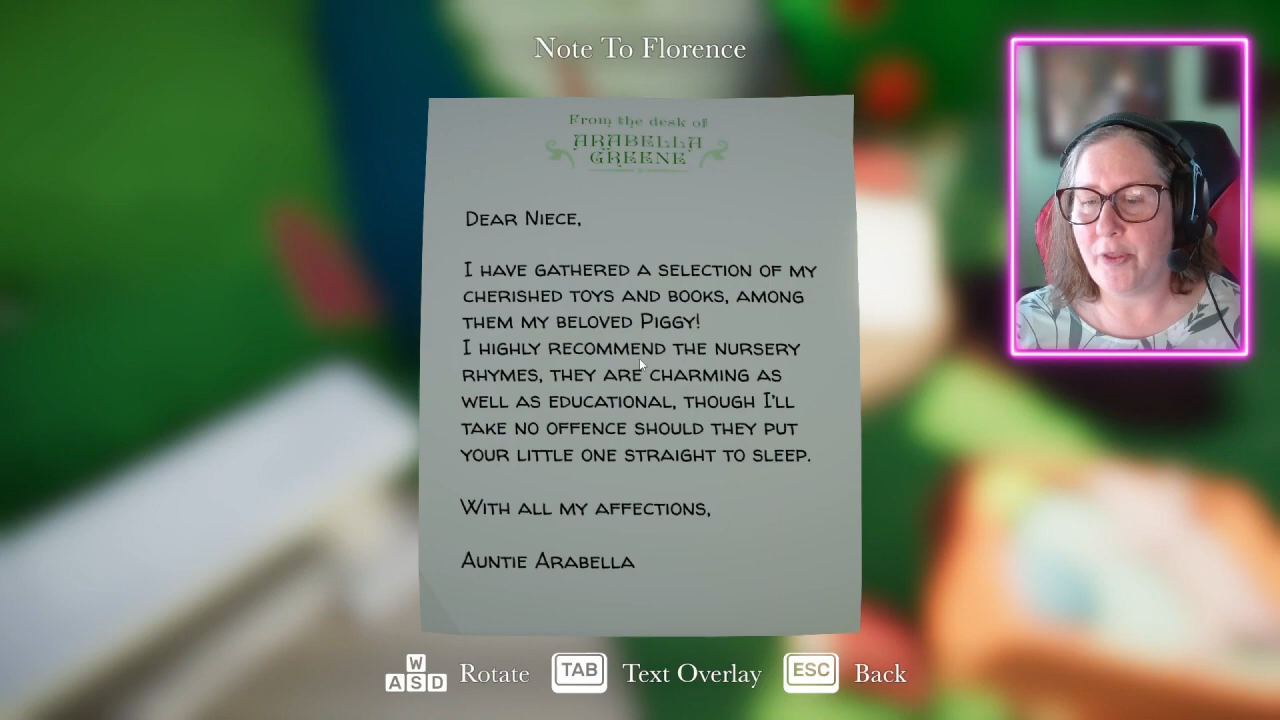 Note To Florence
From the desk of
ARABELLA
GREENE
DEAR NIECE,
I HAVE GATHERED A SELECTION OF MY
CHERISHED TOYS AND BOOKS, AMONG
THEM MY BELOVED PIGGY!
I HIGHLY RECOMMEND THE NURSERY
RHYMES, THEY ARE CHARMING AS
WELL AS EDUCATIONAL, THOUGH I'LL
TAKE NO OFFENCE SHOULD THEY PUT
YOUR LITTLE ONE STRAIGHT TO SLEEP.
WITH ALL MY AFFECTIONS,
AUNTIE ARABELLA
W
A S D Rotate TAB Text Overlay ESC Back